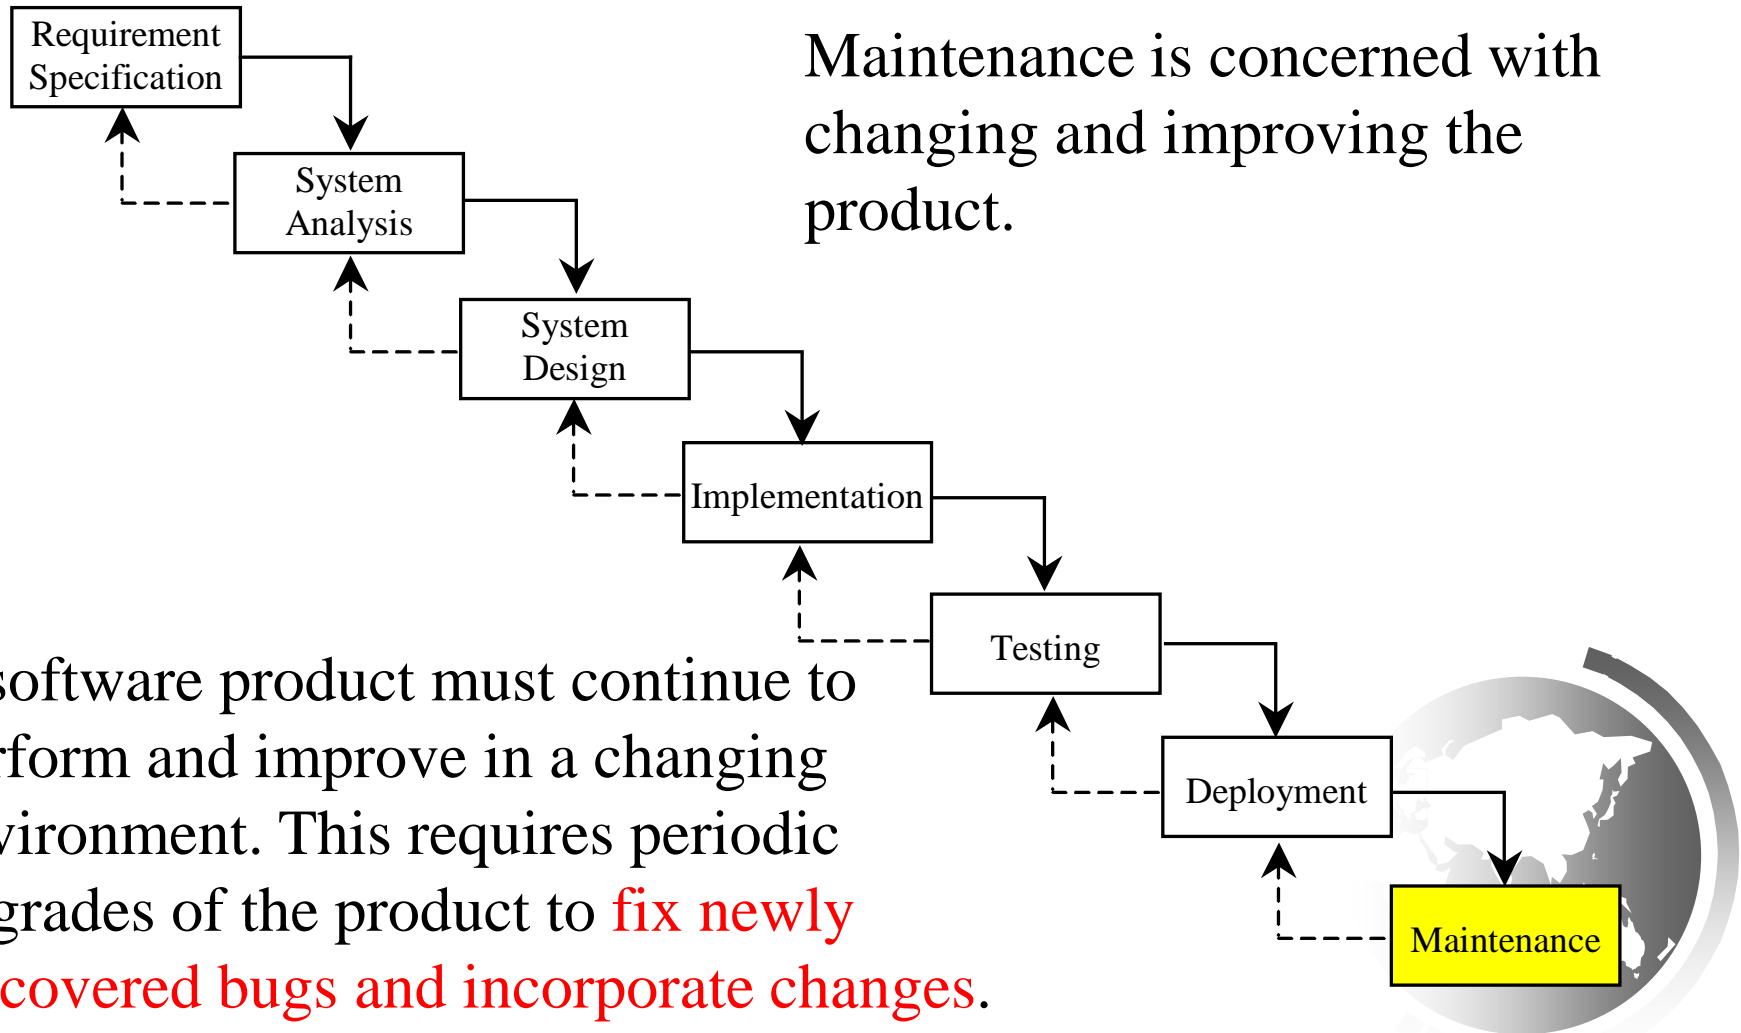 Requirement
Specification
Maintenance is concerned with
changing and improving the
product.
System
Analysis
System
Design
Implementation
Testing
software product must continue to
rform and improve in a changing
vironment. This requires periodic
grades of the product to fix newly
covered bugs and incorporate changes.
Deployment
Maintenance